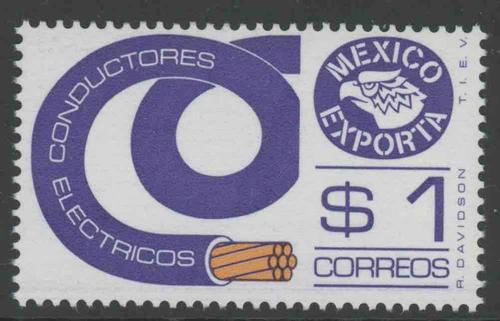 CONDUCTORES
ELECTRICOS
MEXICO
EXPORTA
$1
CORREOS
R. DAVIDSON T. I. E. V.